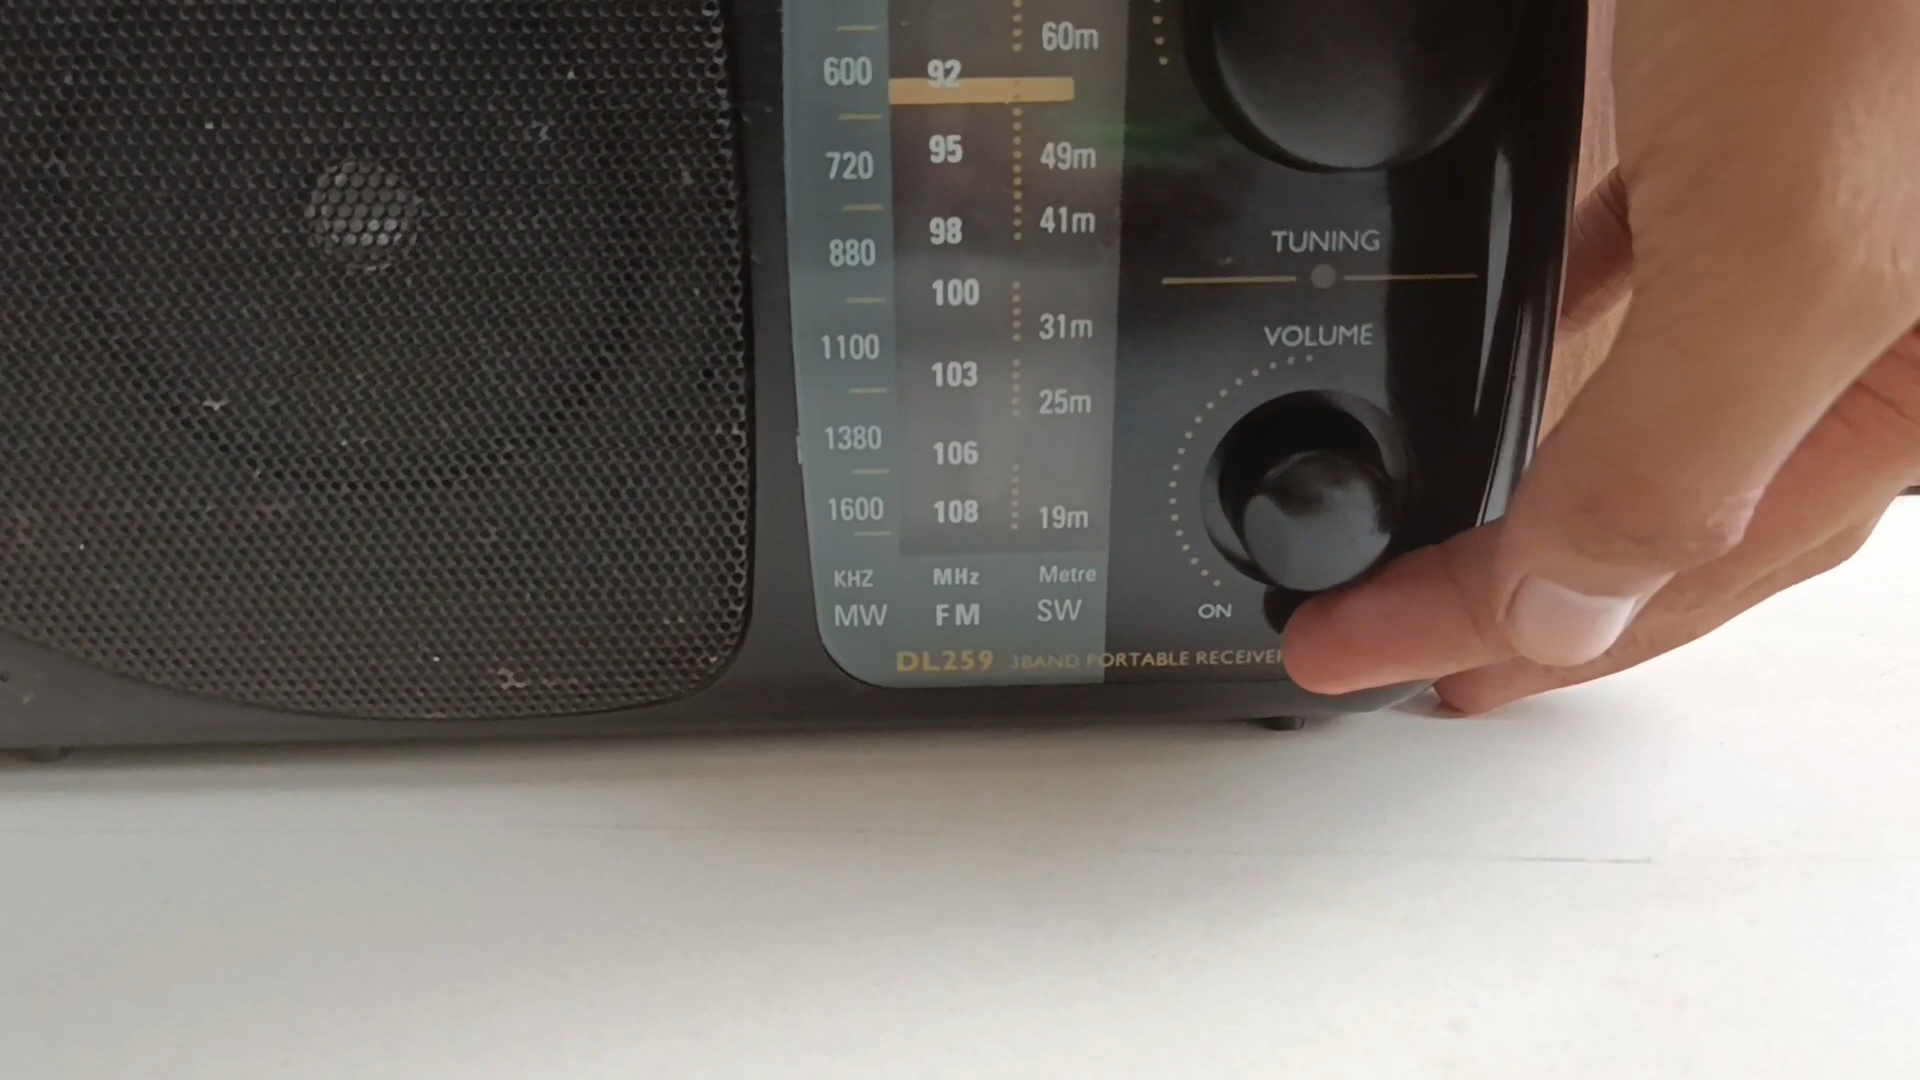 600 92 60m
720 95 49m
880 98 41m
1100 100 31m
1380 103 25m
1600 106 19m
108
KHZ MHz Metre
MW FM SW
TUNING
VOLUME
ON
DL259 3BAND PORTABLE RECEIVER